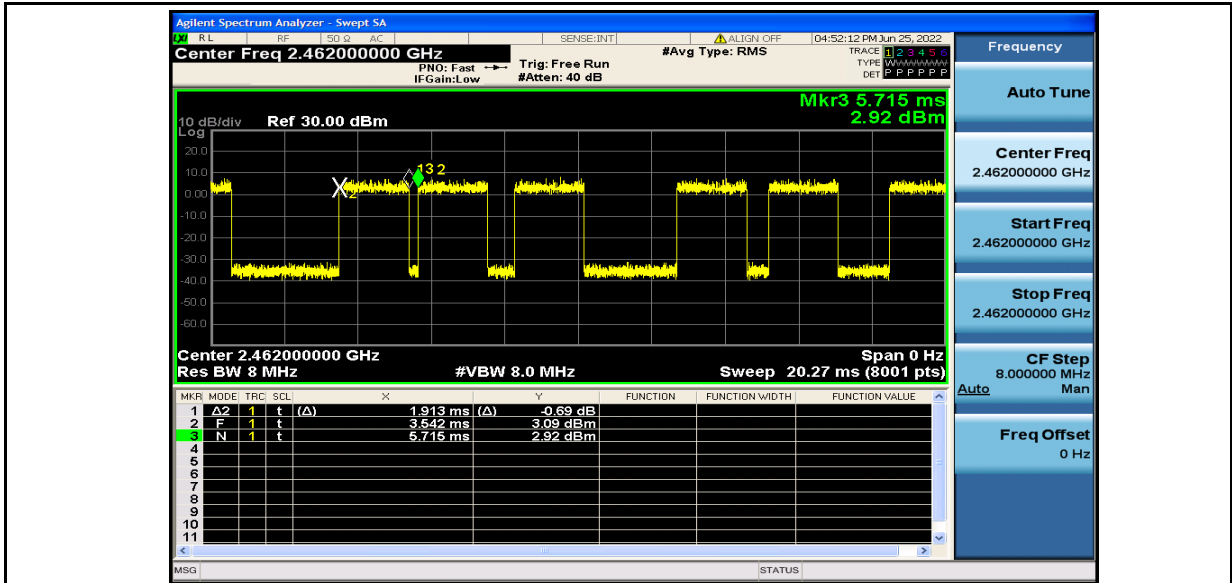 Agilent Spectrum Analyzer - Swept SA
LXI RL RF 50 Ω AC SENSE:INT ALIGN OFF 04:52:12 PM Jun 25, 2022
Center Freq 2.462000000 GHz #Avg Type: RMS TRACE 1 2 3 4 5 6
PNO: Fast Trig: Free Run TYPE W
IFGain:Low #Atten: 40 dB DET P P P P P P
Mkr3 5.715 ms
10 dB/div Ref 30.00 dBm 2.92 dBm
Log
20.0
10.0
0.00
-10.0
-20.0
-30.0
-40.0
-50.0
-60.0
X
2
1 3 2
Center 2.462000000 GHz Span 0 Hz
Res BW 8 MHz #VBW 8.0 MHz Sweep 20.27 ms (8001 pts)
MKR MODE TRC SCL X Y FUNCTION FUNCTION WIDTH FUNCTION VALUE
1 Δ2 1 t (Δ) 1.913 ms (Δ) -0.69 dB
2 F 1 t 3.542 ms 3.09 dBm
3 N 1 t 5.715 ms 2.92 dBm
4
5
6
7
8
9
10
11
MSG STATUS
Frequency
Auto Tune
Center Freq
2.462000000 GHz
Start Freq
2.462000000 GHz
Stop Freq
2.462000000 GHz
CF Step
8.000000 MHz
Auto Man
Freq Offset
0 Hz